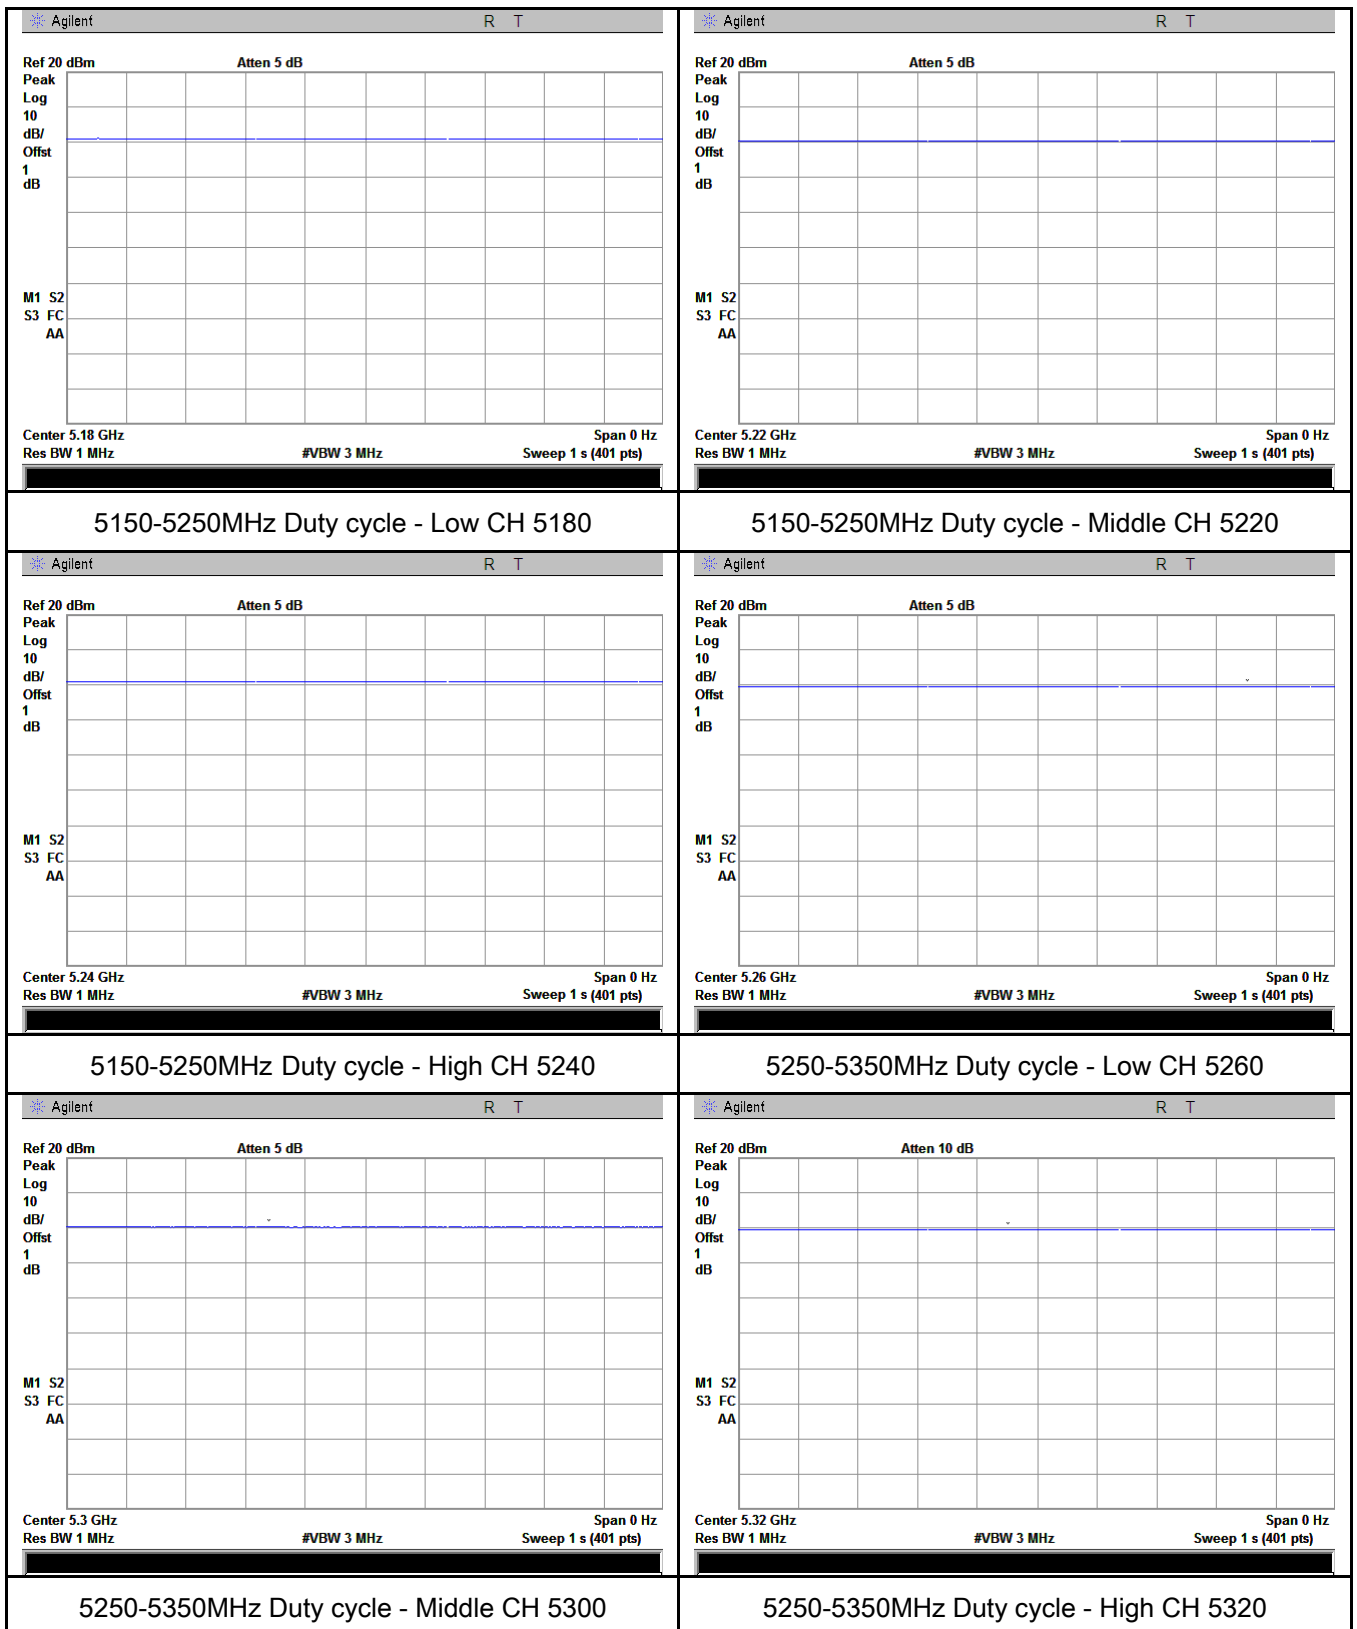 Agilent R T
Ref 20 dBm Atten 5 dB
Peak
Log
10
dB/
Offst
1
dB
M1 S2
S3 FC
AA
Center 5.18 GHz Span 0 Hz
Res BW 1 MHz #VBW 3 MHz Sweep 1 s (401 pts)
5150-5250MHz Duty cycle - Low CH 5180
Agilent R T
Ref 20 dBm Atten 5 dB
Peak
Log
10
dB/
Offst
1
dB
M1 S2
S3 FC
AA
Center 5.22 GHz Span 0 Hz
Res BW 1 MHz #VBW 3 MHz Sweep 1 s (401 pts)
5150-5250MHz Duty cycle - Middle CH 5220
Agilent R T
Ref 20 dBm Atten 5 dB
Peak
Log
10
dB/
Offst
1
dB
M1 S2
S3 FC
AA
Center 5.24 GHz Span 0 Hz
Res BW 1 MHz #VBW 3 MHz Sweep 1 s (401 pts)
5150-5250MHz Duty cycle - High CH 5240
Agilent R T
Ref 20 dBm Atten 5 dB
Peak
Log
10
dB/
Offst
1
dB
M1 S2
S3 FC
AA
Center 5.26 GHz Span 0 Hz
Res BW 1 MHz #VBW 3 MHz Sweep 1 s (401 pts)
5250-5350MHz Duty cycle - Low CH 5260
Agilent R T
Ref 20 dBm Atten 5 dB
Peak
Log
10
dB/
Offst
1
dB
M1 S2
S3 FC
AA
Center 5.3 GHz Span 0 Hz
Res BW 1 MHz #VBW 3 MHz Sweep 1 s (401 pts)
5250-5350MHz Duty cycle - Middle CH 5300
Agilent R T
Ref 20 dBm Atten 10 dB
Peak
Log
10
dB/
Offst
1
dB
M1 S2
S3 FC
AA
Center 5.32 GHz Span 0 Hz
Res BW 1 MHz #VBW 3 MHz Sweep 1 s (401 pts)
5250-5350MHz Duty cycle - High CH 5320